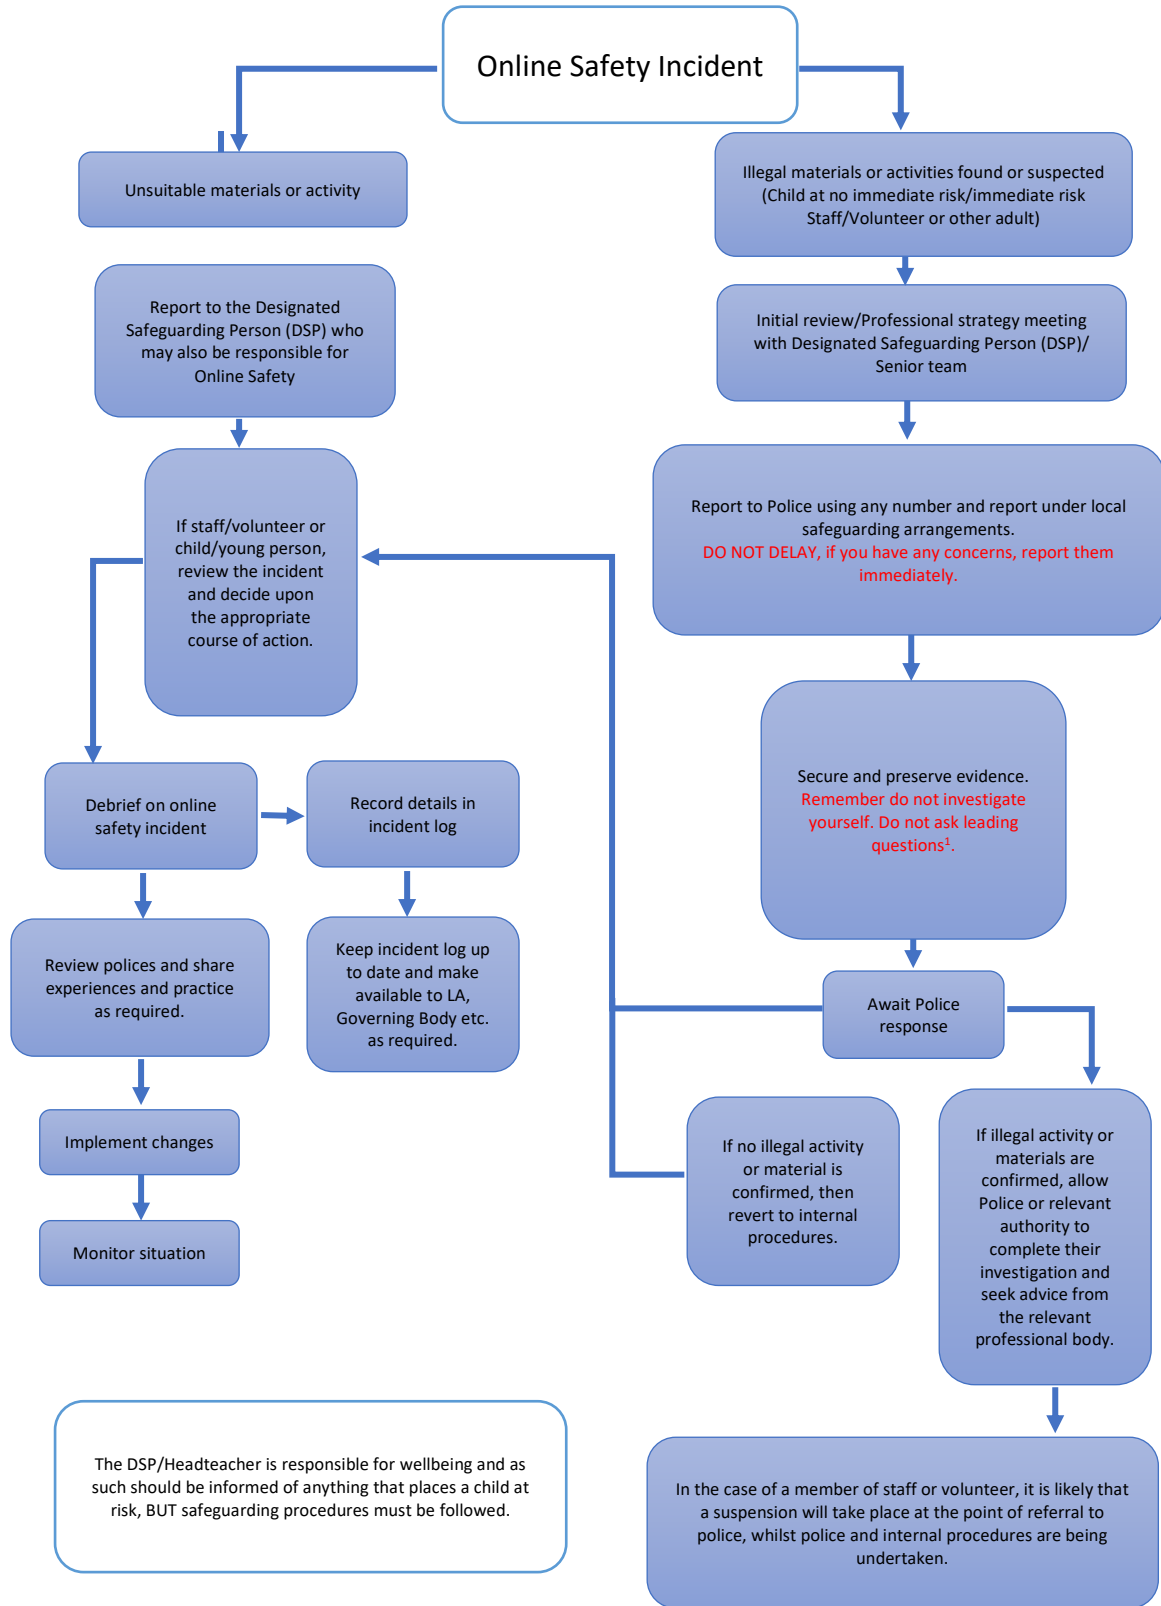 Online Safety Incident
Unsuitable materials or activity
Illegal materials or activities found or suspected
(Child at no immediate risk/immediate risk
Staff/Volunteer or other adult)
Report to the Designated
Safeguarding Person (DSP) who
may also be responsible for
Online Safety
Initial review/Professional strategy meeting
with Designated Safeguarding Person (DSP)/
Senior team
If staff/volunteer or
child/young person,
review the incident
and decide upon
the appropriate
course of action.
Report to Police using any number and report under local
safeguarding arrangements.
DO NOT DELAY, if you have any concerns, report them
immediately.
Secure and preserve evidence.
Remember do not investigate
yourself. Do not ask leading
questions¹.
Debrief on online
safety incident
Record details in
incident log
Review polices and share
experiences and practice
as required.
Keep incident log up
to date and make
available to LA,
Governing Body etc.
as required.
Await Police
response
Implement changes
Monitor situation
If no illegal activity
or material is
confirmed, then
revert to internal
procedures.
If illegal activity or
materials are
confirmed, allow
Police or relevant
authority to
complete their
investigation and
seek advice from
the relevant
professional body.
The DSP/Headteacher is responsible for wellbeing and as
such should be informed of anything that places a child at
risk, BUT safeguarding procedures must be followed.
In the case of a member of staff or volunteer, it is likely that
a suspension will take place at the point of referral to
police, whilst police and internal procedures are being
undertaken.